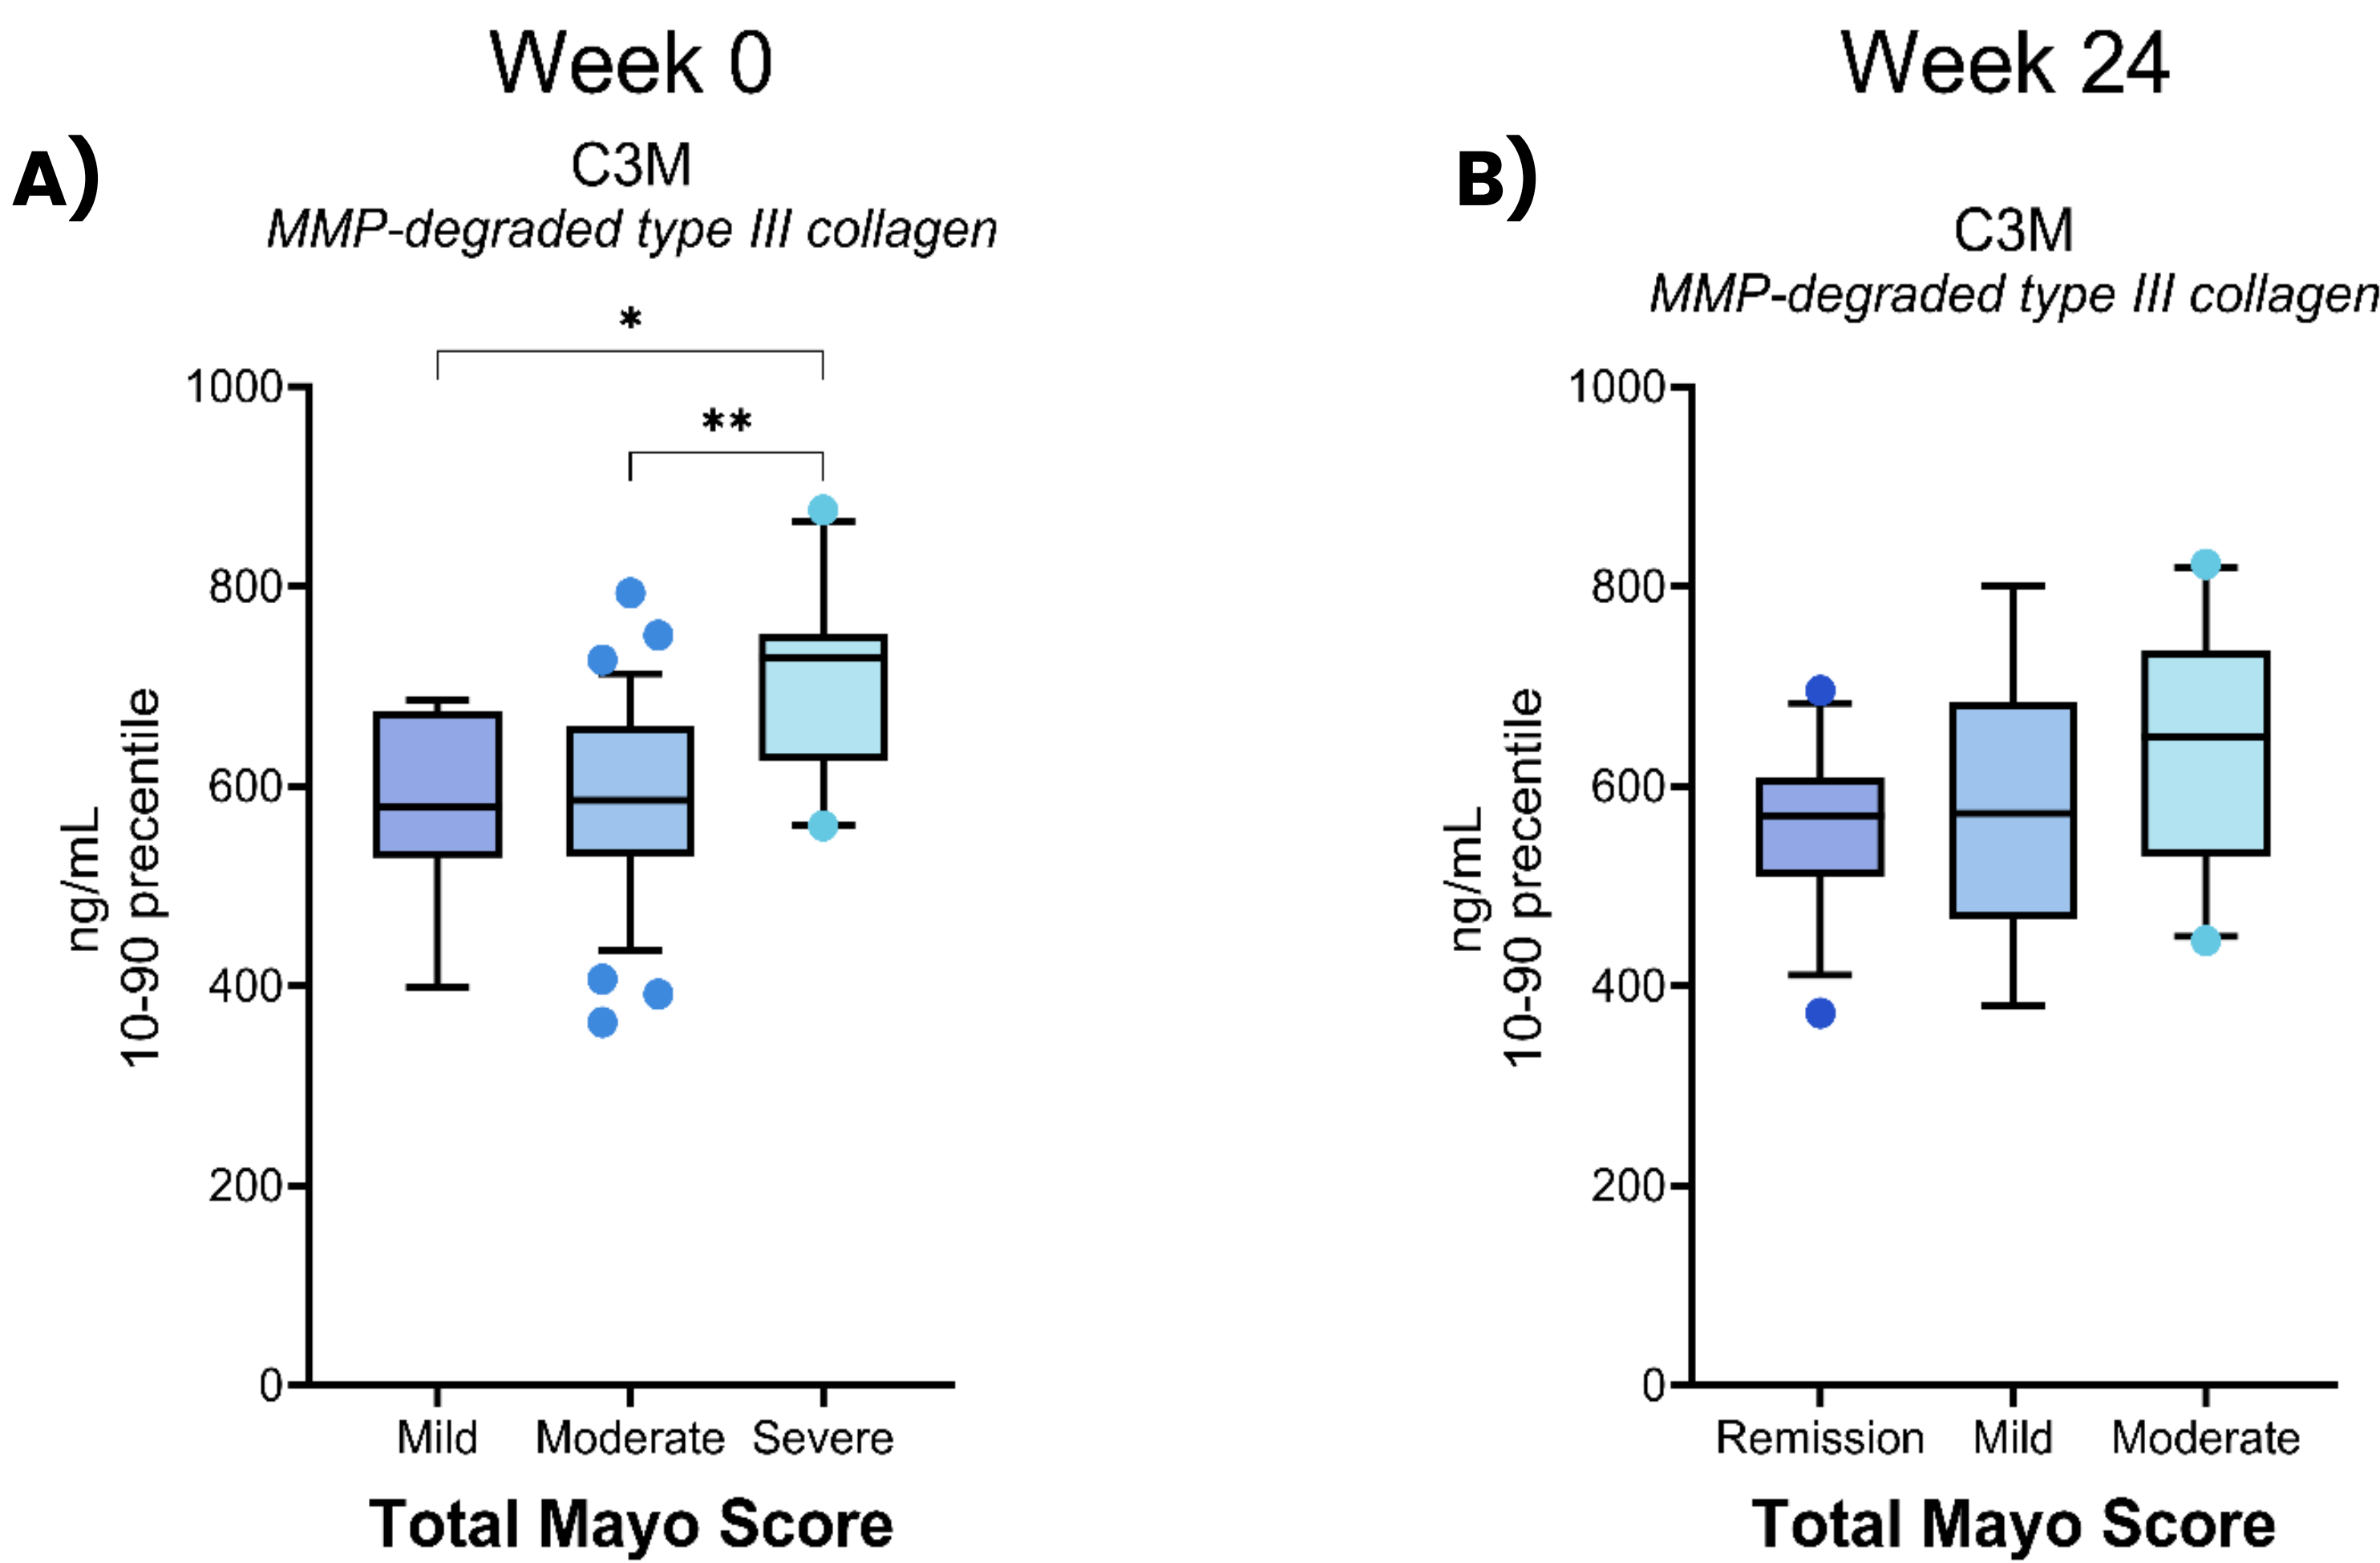 Week 0
A)
C3M
MMP-degraded type III collagen
*
**
1000
800
600
400
200
0
ng/mL
10-90 precentile
Mild Moderate Severe
Total Mayo Score
Week 24
B)
C3M
MMP-degraded type III collagen
1000
800
600
400
200
0
ng/mL
10-90 precentile
Remission Mild Moderate
Total Mayo Score